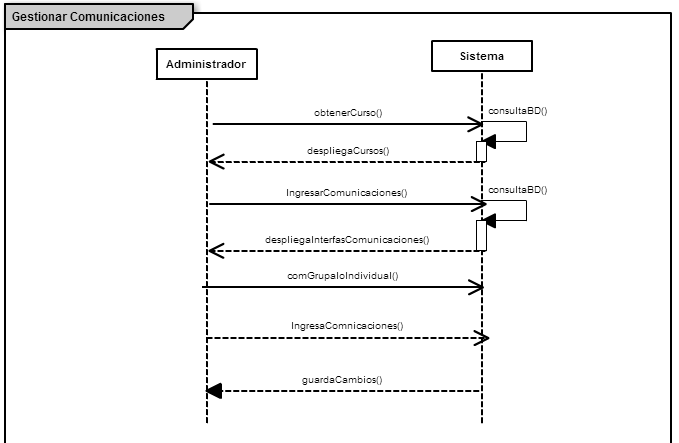 Gestionar Comunicaciones
Administrador
Sistema
obtenerCurso()
consultaBD()
despliegaCursos()
IngresarComunicaciones()
consultaBD()
despliegaInterfasComunicaciones()
comGrupaloIndividual()
IngresaComnicaciones()
guardaCambios()